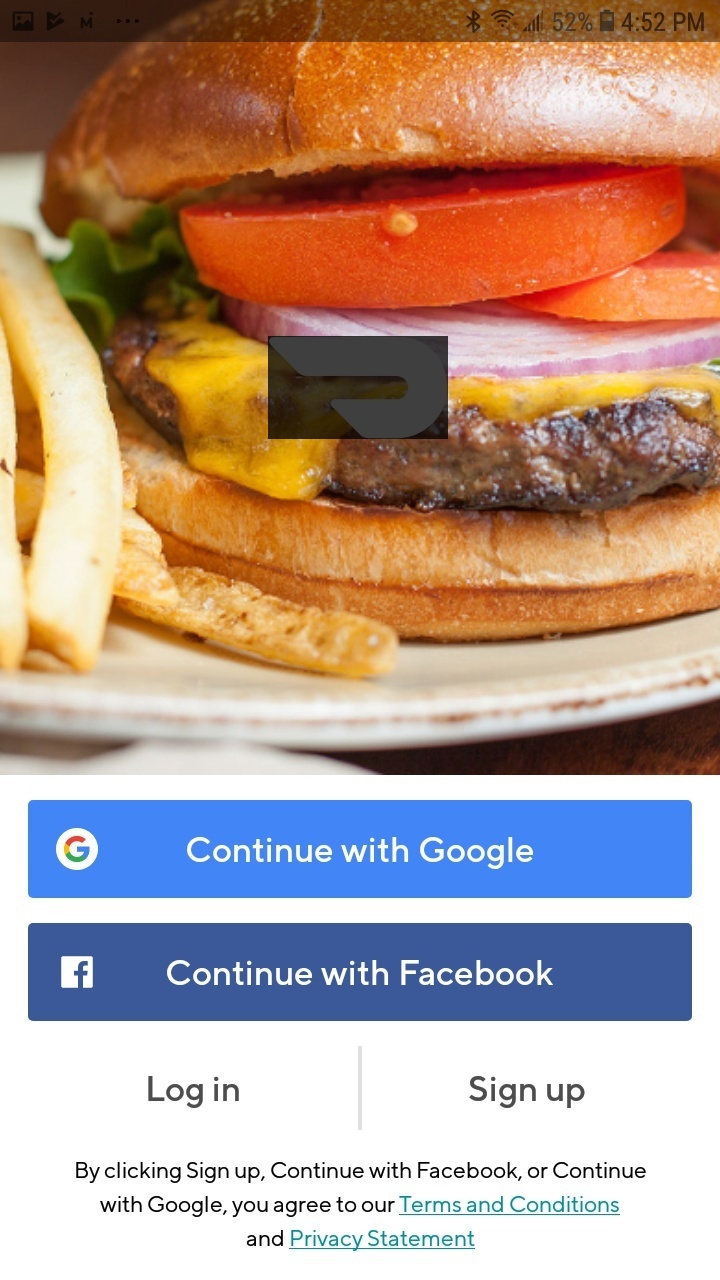 52% 4:52 PM
Continue with Google
Continue with Facebook
Log in
Sign up
By clicking Sign up, Continue with Facebook, or Continue
with Google, you agree to our Terms and Conditions
and Privacy Statement